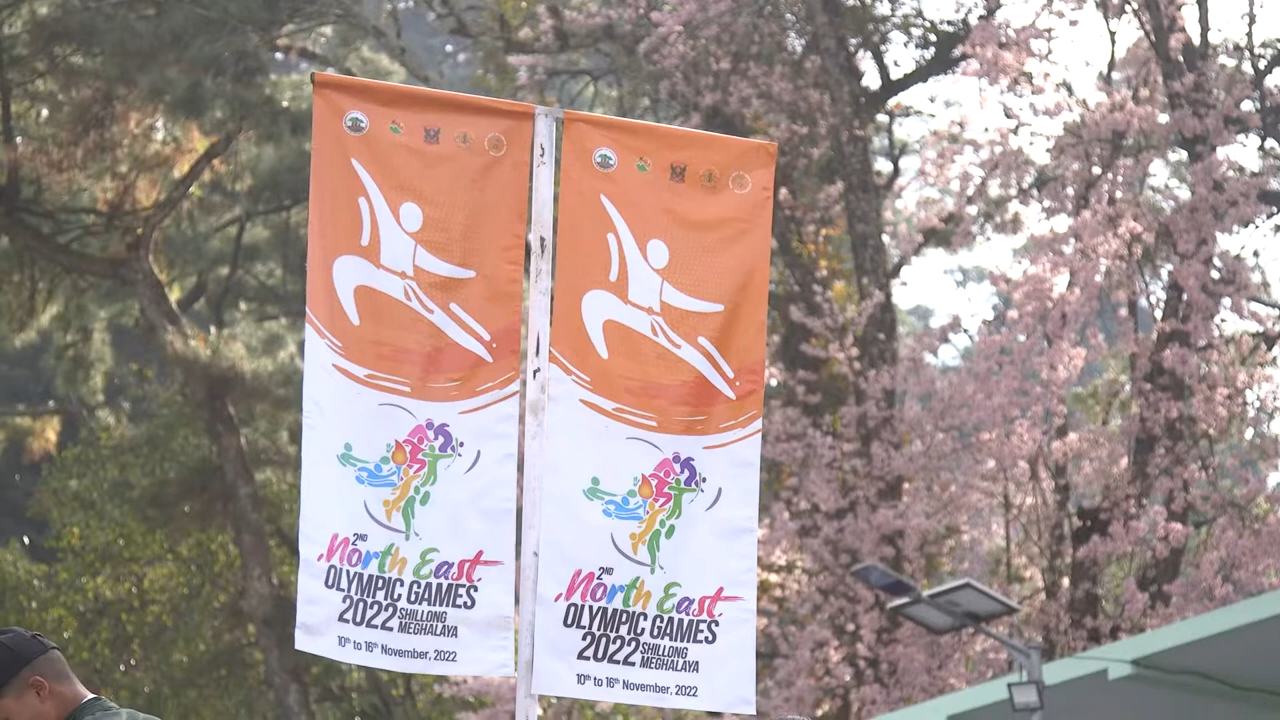 2ND
North East
OLYMPIC GAMES
2022 SHILLONG
MEGHALAYA
10th to 16th November, 2022
2ND
North East
OLYMPIC GAMES
2022 SHILLONG
MEGHALAYA
10th to 16th November, 2022